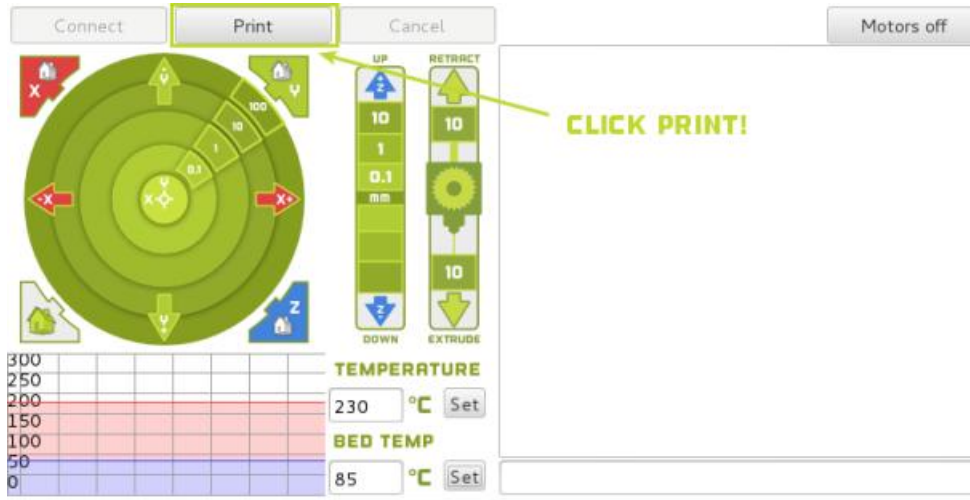 Connect Print Cancel Motors off
UP RETRACT
X Y +Y 100 10 1 0.1
+Z 10 1 0.1 mm
10
CLICK PRINT!
-X X Y X+
Z Y- Z-
10
DOWN EXTRUDE
300
250
200
150
100
50
0
TEMPERATURE
230 °C Set
BED TEMP
85 °C Set